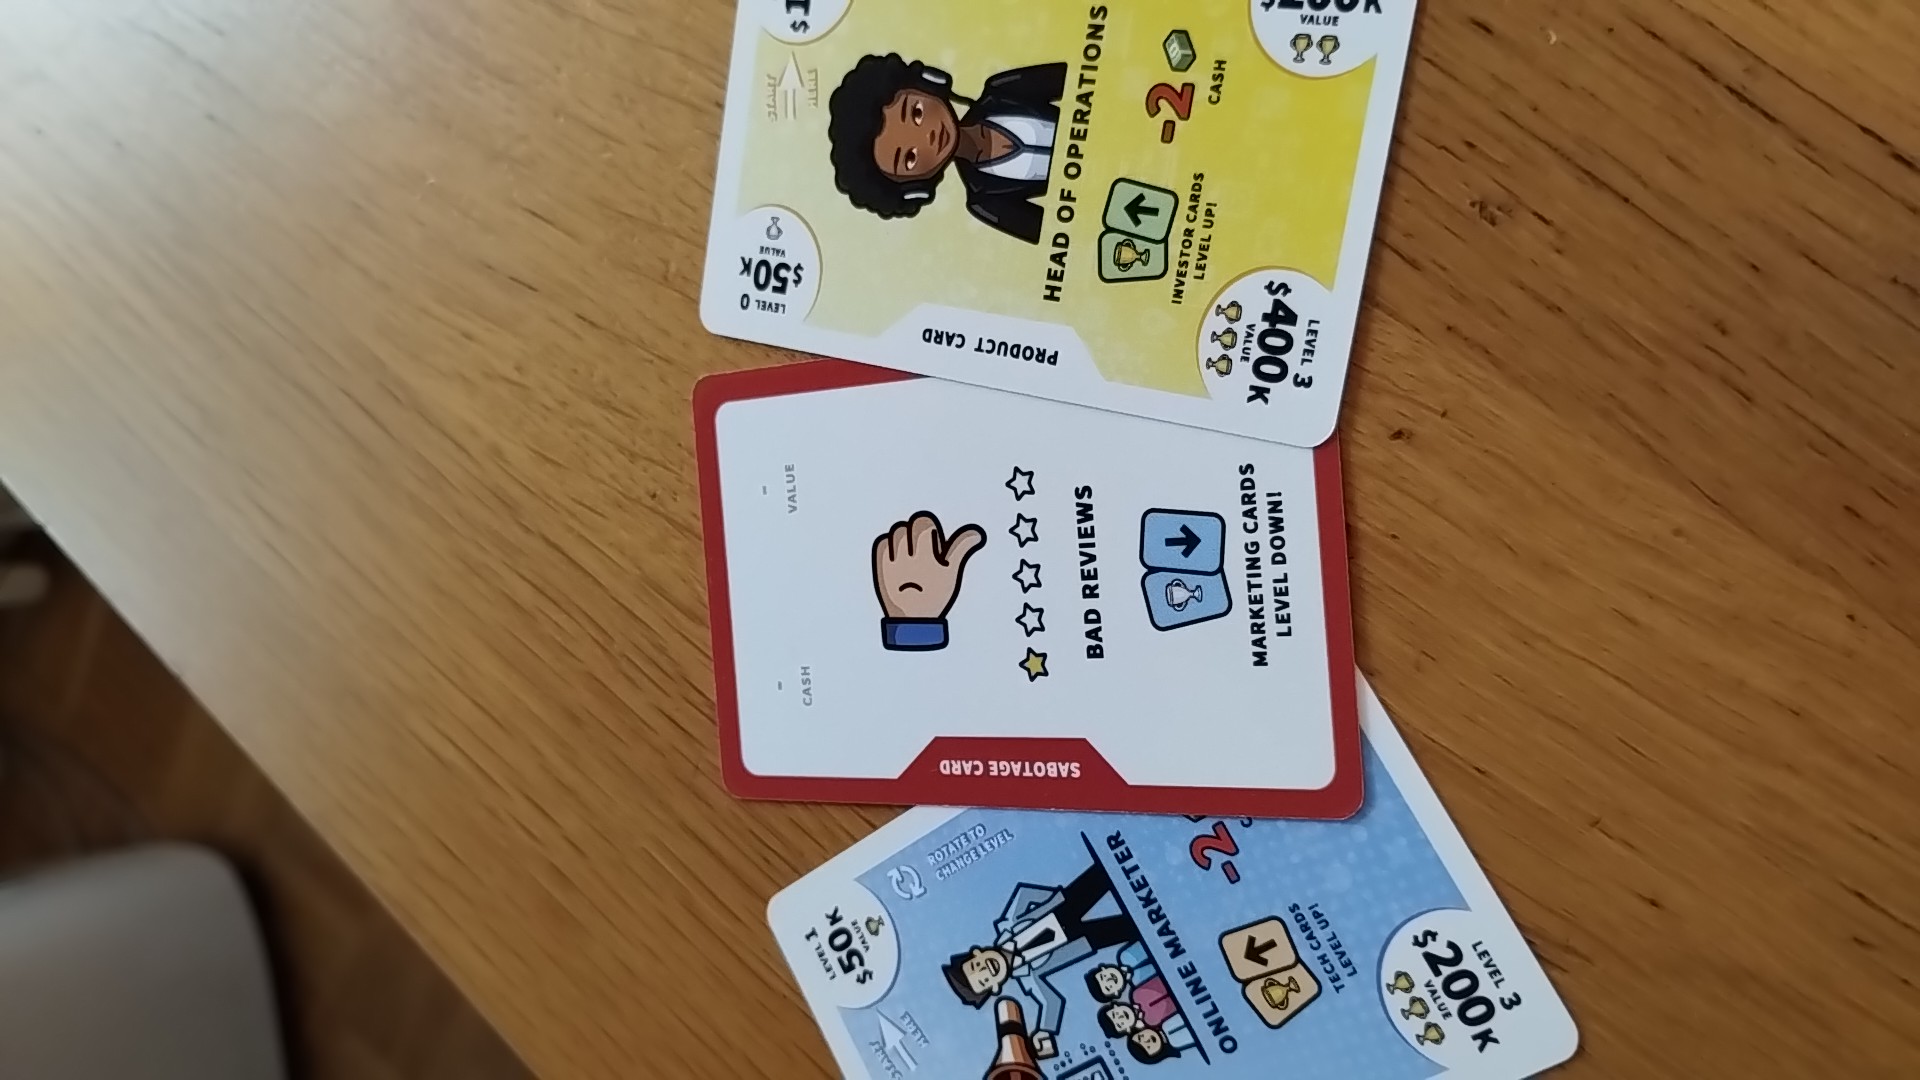 START
HERE
LEVEL 1
$50K
VALUE
ROTATE TO
CHANGE LEVEL
ONLINE MARKETER
-2
TECH CARDS
LEVEL UP!
VALUE
$200K
LEVEL 3
-
CASH
-
VALUE
SABOTAGE CARD
BAD REVIEWS
MARKETING CARDS
LEVEL DOWN!
LEVEL 0
$50K
VALUE
START
HERE
PRODUCT CARD
HEAD OF OPERATIONS
INVESTOR CARDS
LEVEL UP!
-2
CASH
VALUE
$400K
LEVEL 3
VALUE